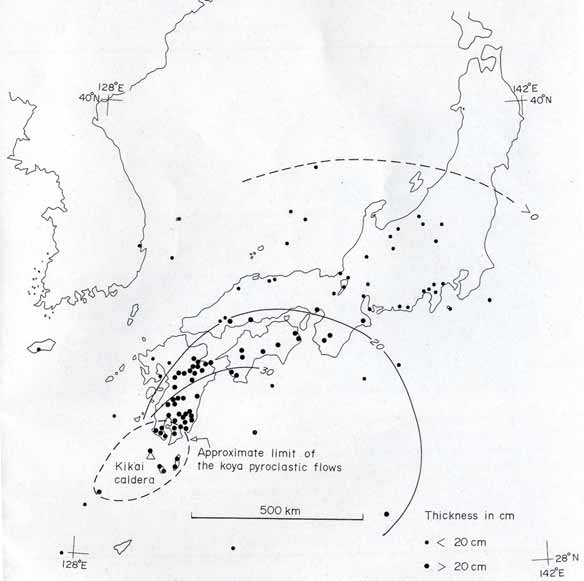 128°E
40°N
142°E
40°N
0
20
30
Approximate limit of
the koya pyroclastic flows
Kikai
caldera
500 km
Thickness in cm
< 20 cm
> 20 cm
128°E
28°N
142°E